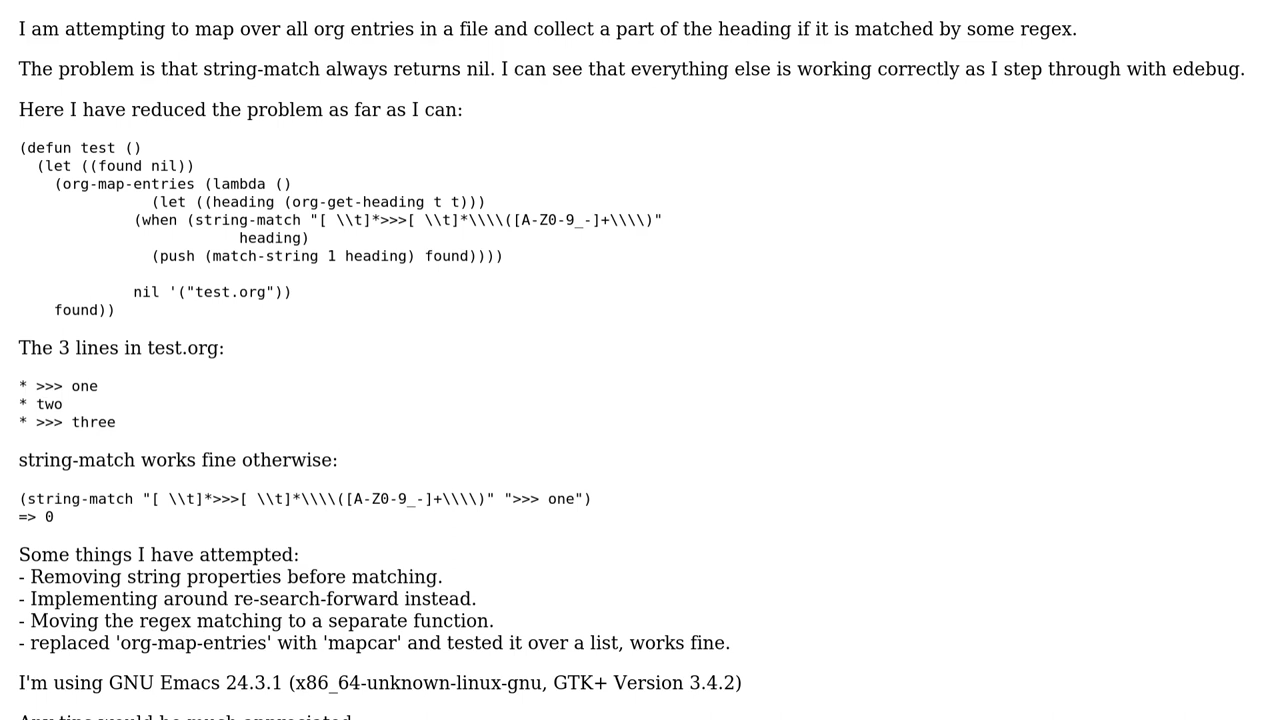 I am attempting to map over all org entries in a file and collect a part of the heading if it is matched by some regex.
The problem is that string-match always returns nil. I can see that everything else is working correctly as I step through with edebug.
Here I have reduced the problem as far as I can:
(defun test ()
  (let ((found nil))
    (org-map-entries (lambda ()
               (let ((heading (org-get-heading t t)))
             (when (string-match "[ \\t]*>>>[ \\t]*\\\\([A-Z0-9_-]+\\\\)"
                         heading)
               (push (match-string 1 heading) found))))
             nil '("test.org"))
    found))
The 3 lines in test.org:
* >>> one
* two
* >>> three
string-match works fine otherwise:
(string-match "[ \\t]*>>>[ \\t]*\\\\([A-Z0-9_-]+\\\\)" ">>> one")
=> 0
Some things I have attempted:
- Removing string properties before matching.
- Implementing around re-search-forward instead.
- Moving the regex matching to a separate function.
- replaced 'org-map-entries' with 'mapcar' and tested it over a list, works fine.
I'm using GNU Emacs 24.3.1 (x86_64-unknown-linux-gnu, GTK+ Version 3.4.2)
Any tips would be much appreciated